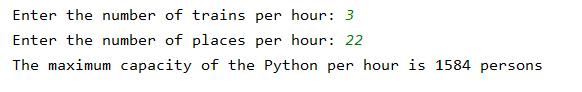 Enter the number of trains per hour: 3
Enter the number of places per hour: 22
The maximum capacity of the Python per hour is 1584 persons